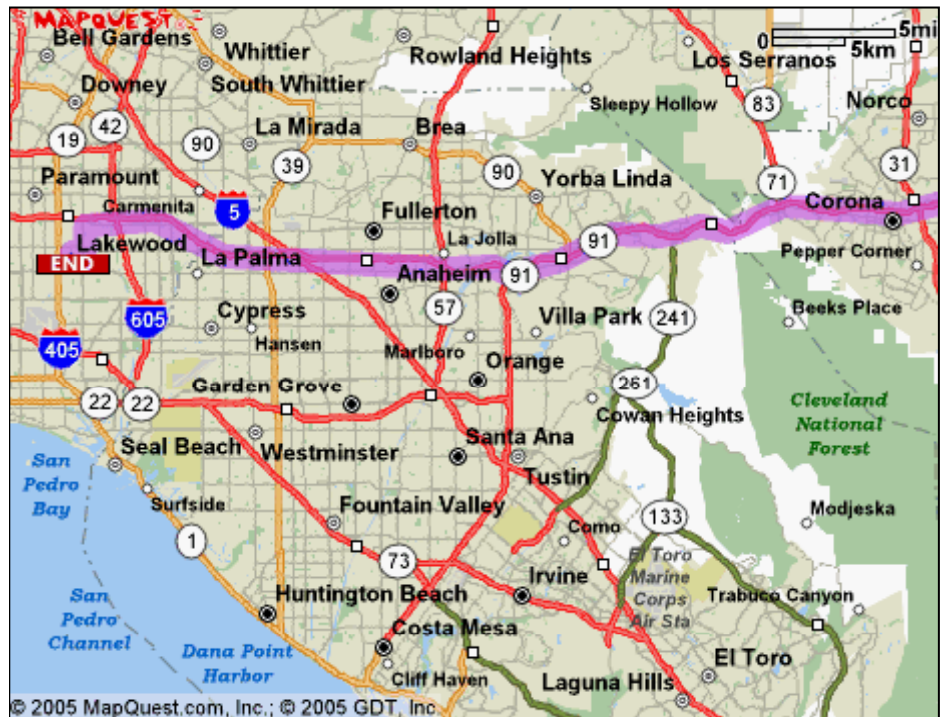 MAPQUEST
Bell Gardens
Whittier
Rowland Heights
0
5mi
5km
Los Serranos
Downey
South Whittier
Sleepy Hollow
83
Norco
19
42
90
La Mirada
39
Brea
90
71
31
Paramount
Carmenita
5
Fullerton
Yorba Linda
Corona
Lakewood
La Palma
La Jolla
91
Pepper Corner
END
Anaheim
91
605
Cypress
57
Villa Park
241
Beeks Place
405
Hansen
Marlboro
Orange
22
22
Garden Grove
261
Cowan Heights
Cleveland
National
Forest
Seal Beach
Westminster
Santa Ana
San
Pedro
Bay
Tustin
Surfside
Fountain Valley
133
Modjeska
1
Como
73
El Toro
Marine
Corps
Air Sta
Irvine
San
Pedro
Channel
Huntington Beach
Trabuco Canyon
Costa Mesa
Dana Point
Harbor
Cliff Haven
El Toro
Laguna Hills
© 2005 MapQuest.com, Inc.; © 2005 GDT, Inc